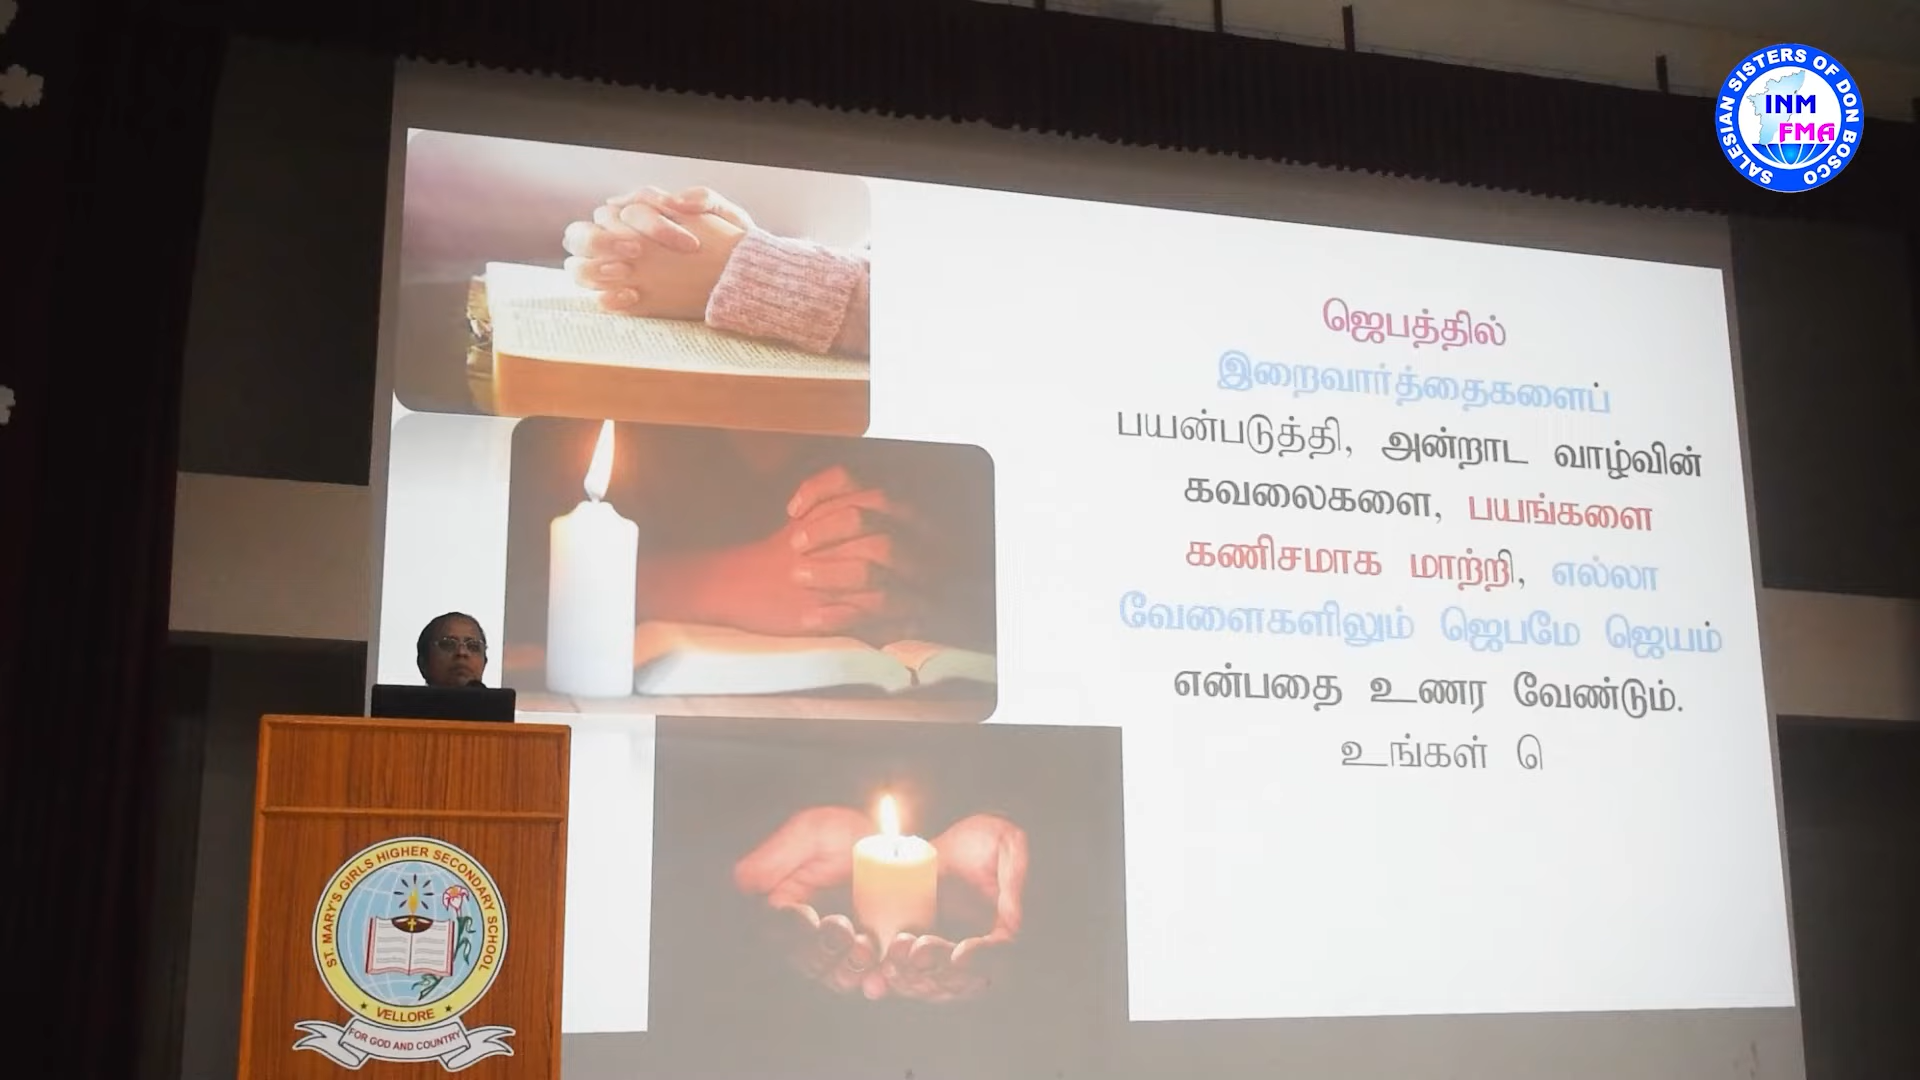 ஜெபத்தில்
இறைவார்த்தைகளைப்
பயன்படுத்தி, அன்றாட வாழ்வின்
கவலைகளை, பயங்களை
கணிசமாக மாற்றி, எல்லா
வேளைகளிலும் ஜெபமே ஜெயம்
என்பதை உணர வேண்டும்.
உங்கள் ெ
SALESIAN SISTERS OF DON BOSCO
INM
FMA
ST. MARY'S GIRLS HIGHER SECONDARY SCHOOL
VELLORE
FOR GOD AND COUNTRY